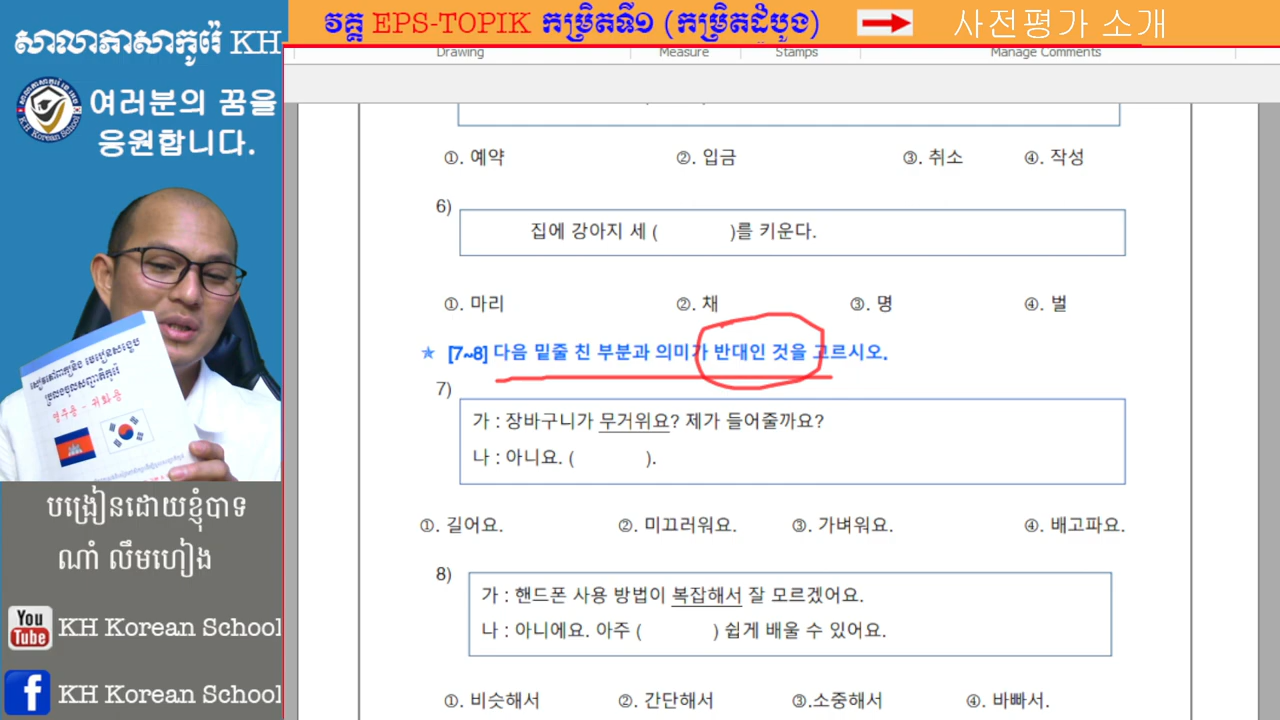 សាលាភាសាកូរ៉េ KH
វគ្គ EPS-TOPIK កម្រិតទី១ (កម្រិតដំបូង)
사전평가 소개
Drawing Measure Stamps Manage Comments
여러분의 꿈을
응원합니다.
KH Korean School
①. 예약 ②. 입금 ③. 취소 ④. 작성
6)
집에 강아지 세 ( )를 키운다.
①. 마리 ②. 채 ③. 명 ④. 벌
★ [7~8] 다음 밑줄 친 부분과 의미가 반대인 것을 고르시오.
7)
가 : 장바구니가 무거위요? 제가 들어줄까요?
나 : 아니요. ( ).
①. 길어요. ②. 미끄러워요. ③. 가벼워요. ④. 배고파요.
8)
가 : 핸드폰 사용 방법이 복잡해서 잘 모르겠어요.
나 : 아니에요. 아주 ( ) 쉽게 배울 수 있어요.
①. 비슷해서 ②. 간단해서 ③.소중해서 ④. 바빠서.
បង្រៀនដោយខ្ញុំបាទ
ណាំ លឹមហៀង
You Tube KH Korean School
f KH Korean School